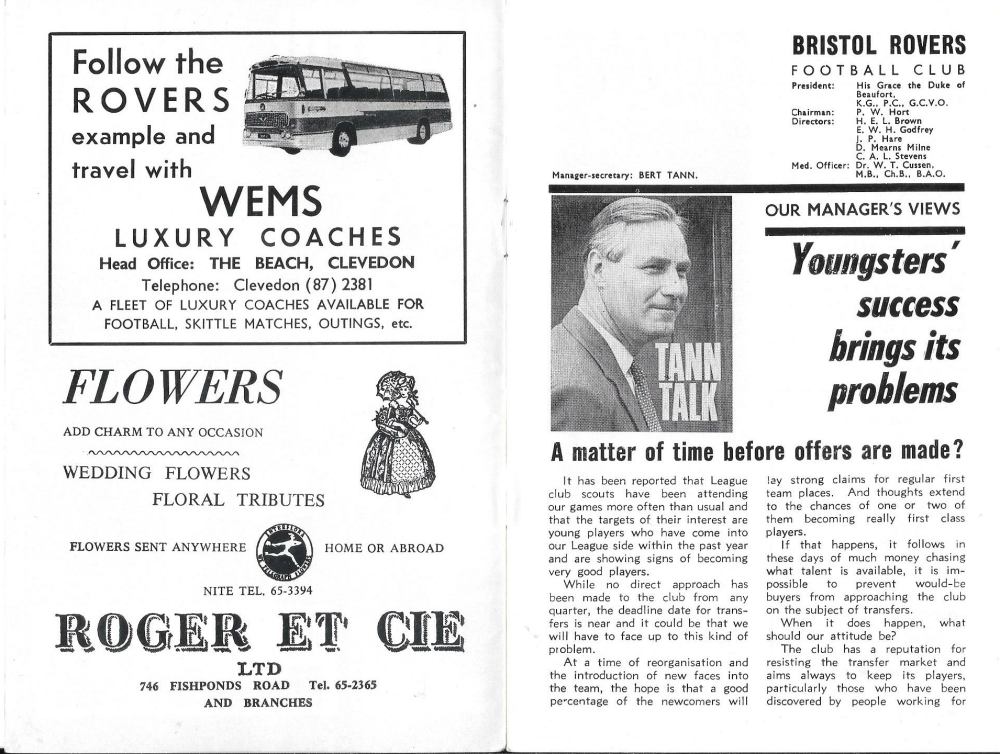 Follow the
ROVERS
example and
travel with
WEMS
LUXURY COACHES
Head Office: THE BEACH, CLEVEDON
Telephone: Clevedon (87) 2381
A FLEET OF LUXURY COACHES AVAILABLE FOR
FOOTBALL, SKITTLE MATCHES, OUTINGS, etc.
FLOWERS
ADD CHARM TO ANY OCCASION
WEDDING FLOWERS
FLORAL TRIBUTES
FLOWERS SENT ANYWHERE
INTERFLORA
HOME OR ABROAD
NITE TEL. 65-3394
ROGER ET CIE
LTD
746 FISHPONDS ROAD Tel. 65-2365
AND BRANCHES
BRISTOL ROVERS
FOOTBALL CLUB
President: His Grace the Duke of
Beaufort,
K.G., P.C., G.C.V.O.
Chairman: P. W. Hort
Directors: H. E. L. Brown
E. W. H. Godfrey
J. P. Hare
D. Mearns Milne
C. A. L. Stevens
Med. Officer: Dr. W. T. Cussen,
M.B., Ch.B., B.A.O.
Manager-secretary: BERT TANN.
TANN
TALK
OUR MANAGER'S VIEWS
Youngsters'
success
brings its
problems
A matter of time before offers are made?
It has been reported that League
club scouts have been attending
our games more often than usual and
that the targets of their interest are
young players who have come into
our League side within the past year
and are showing signs of becoming
very good players.
While no direct approach has
been made to the club from any
quarter, the deadline date for trans-
fers is near and it could be that we
will have to face up to this kind of
problem.
At a time of reorganisation and
the introduction of new faces into
the team, the hope is that a good
percentage of the newcomers will
lay strong claims for regular first
team places. And thoughts extend
to the chances of one or two of
them becoming really first class
players.
If that happens, it follows in
these days of much money chasing
what talent is available, it is im-
possible to prevent would-be
buyers from approaching the club
on the subject of transfers.
When it does happen, what
should our attitude be?
The club has a reputation for
resisting the transfer market and
aims always to keep its players,
particularly those who have been
discovered by people working for